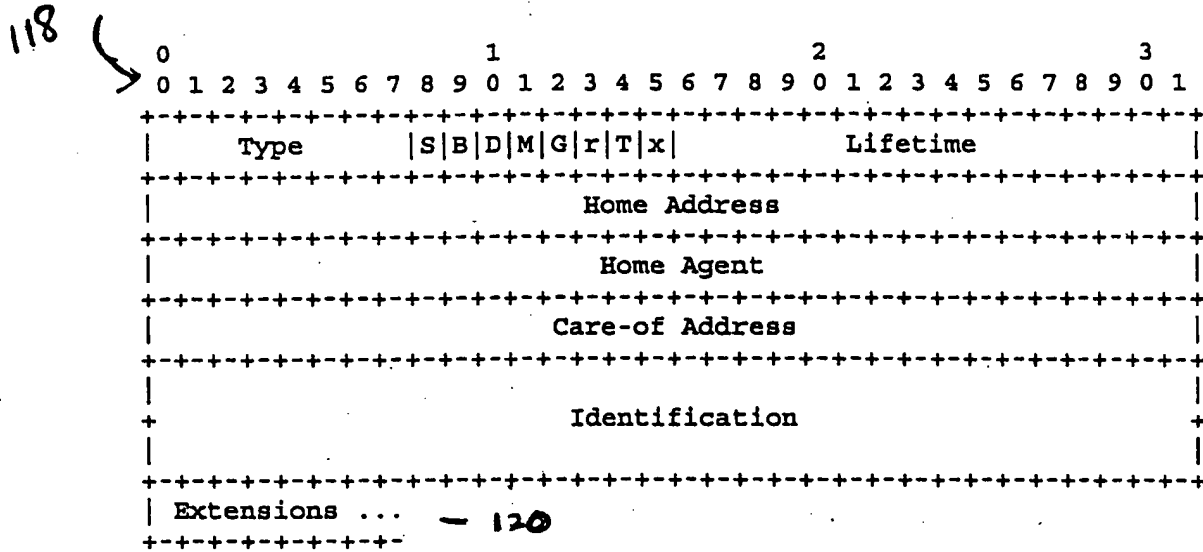 118
0 1 2 3
0 1 2 3 4 5 6 7 8 9 0 1 2 3 4 5 6 7 8 9 0 1 2 3 4 5 6 7 8 9 0 1
+-+-+-+-+-+-+-+-+-+-+-+-+-+-+-+-+-+-+-+-+-+-+-+-+-+-+-+-+-+-+-+-+
| Type |S|B|D|M|G|r|T|x| Lifetime |
+-+-+-+-+-+-+-+-+-+-+-+-+-+-+-+-+-+-+-+-+-+-+-+-+-+-+-+-+-+-+-+-+
| Home Address |
+-+-+-+-+-+-+-+-+-+-+-+-+-+-+-+-+-+-+-+-+-+-+-+-+-+-+-+-+-+-+-+-+
| Home Agent |
+-+-+-+-+-+-+-+-+-+-+-+-+-+-+-+-+-+-+-+-+-+-+-+-+-+-+-+-+-+-+-+-+
| Care-of Address |
+-+-+-+-+-+-+-+-+-+-+-+-+-+-+-+-+-+-+-+-+-+-+-+-+-+-+-+-+-+-+-+-+
| |
+ Identification +
| |
+-+-+-+-+-+-+-+-+-+-+-+-+-+-+-+-+-+-+-+-+-+-+-+-+-+-+-+-+-+-+-+-+
| Extensions ... — 120
+-+-+-+-+-+-+-+-